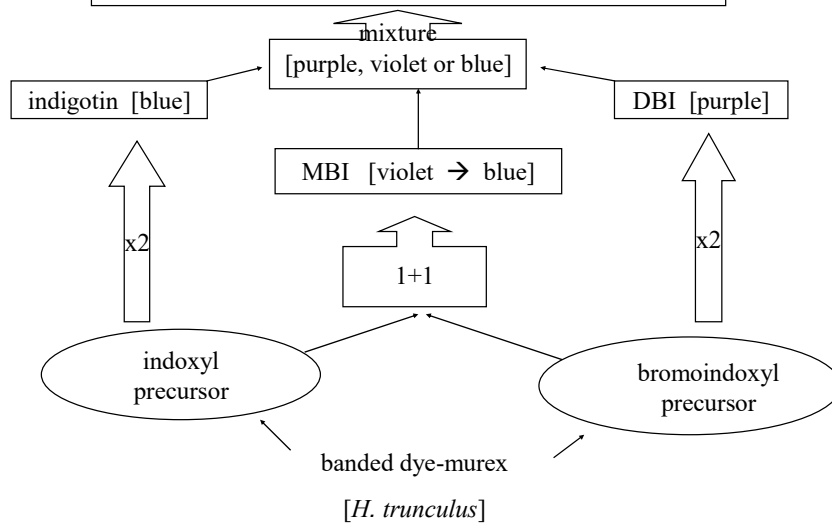 mixture
[purple, violet or blue]
indigotin [blue]
DBI [purple]
MBI [violet → blue]
x2
x2
1+1
indoxyl
precursor
bromoindoxyl
precursor
banded dye-murex
[H. trunculus]